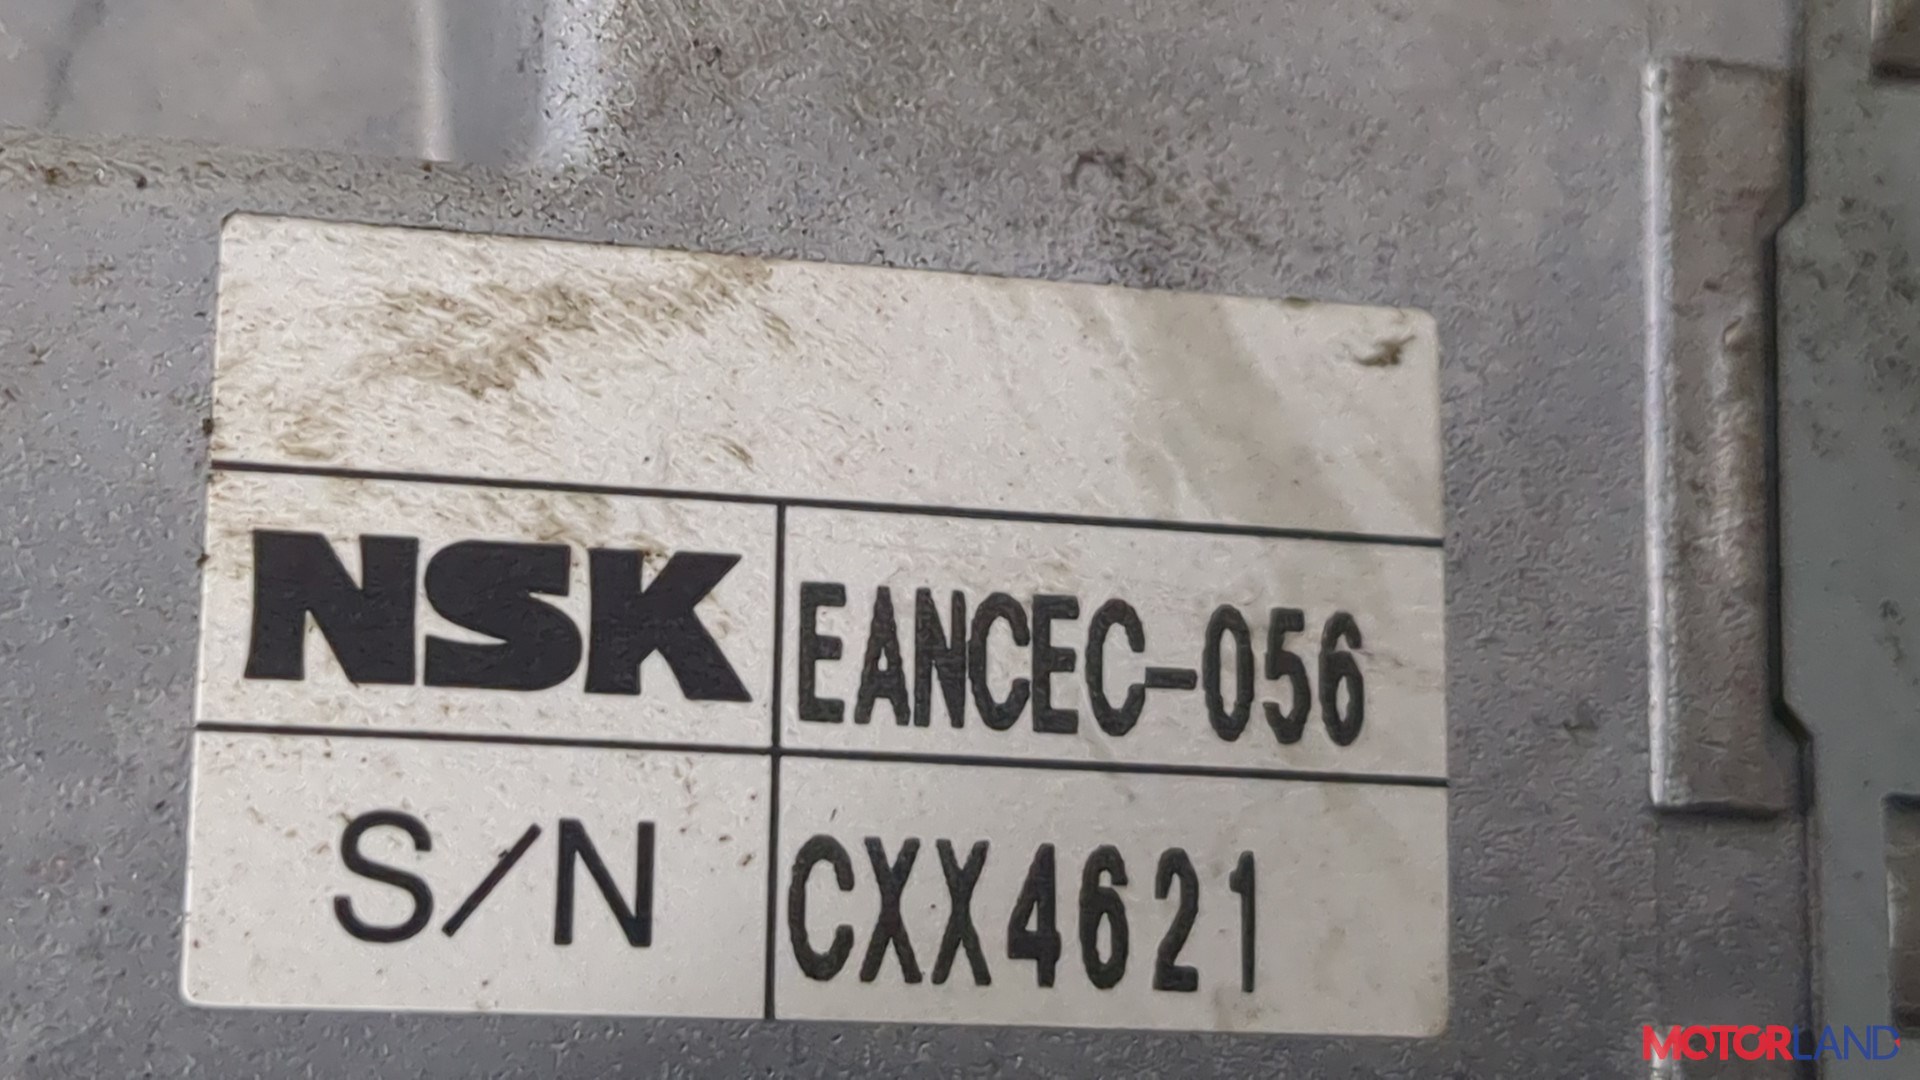 NSK EANCEC-056
S/N CXX4621
MOTORLAND